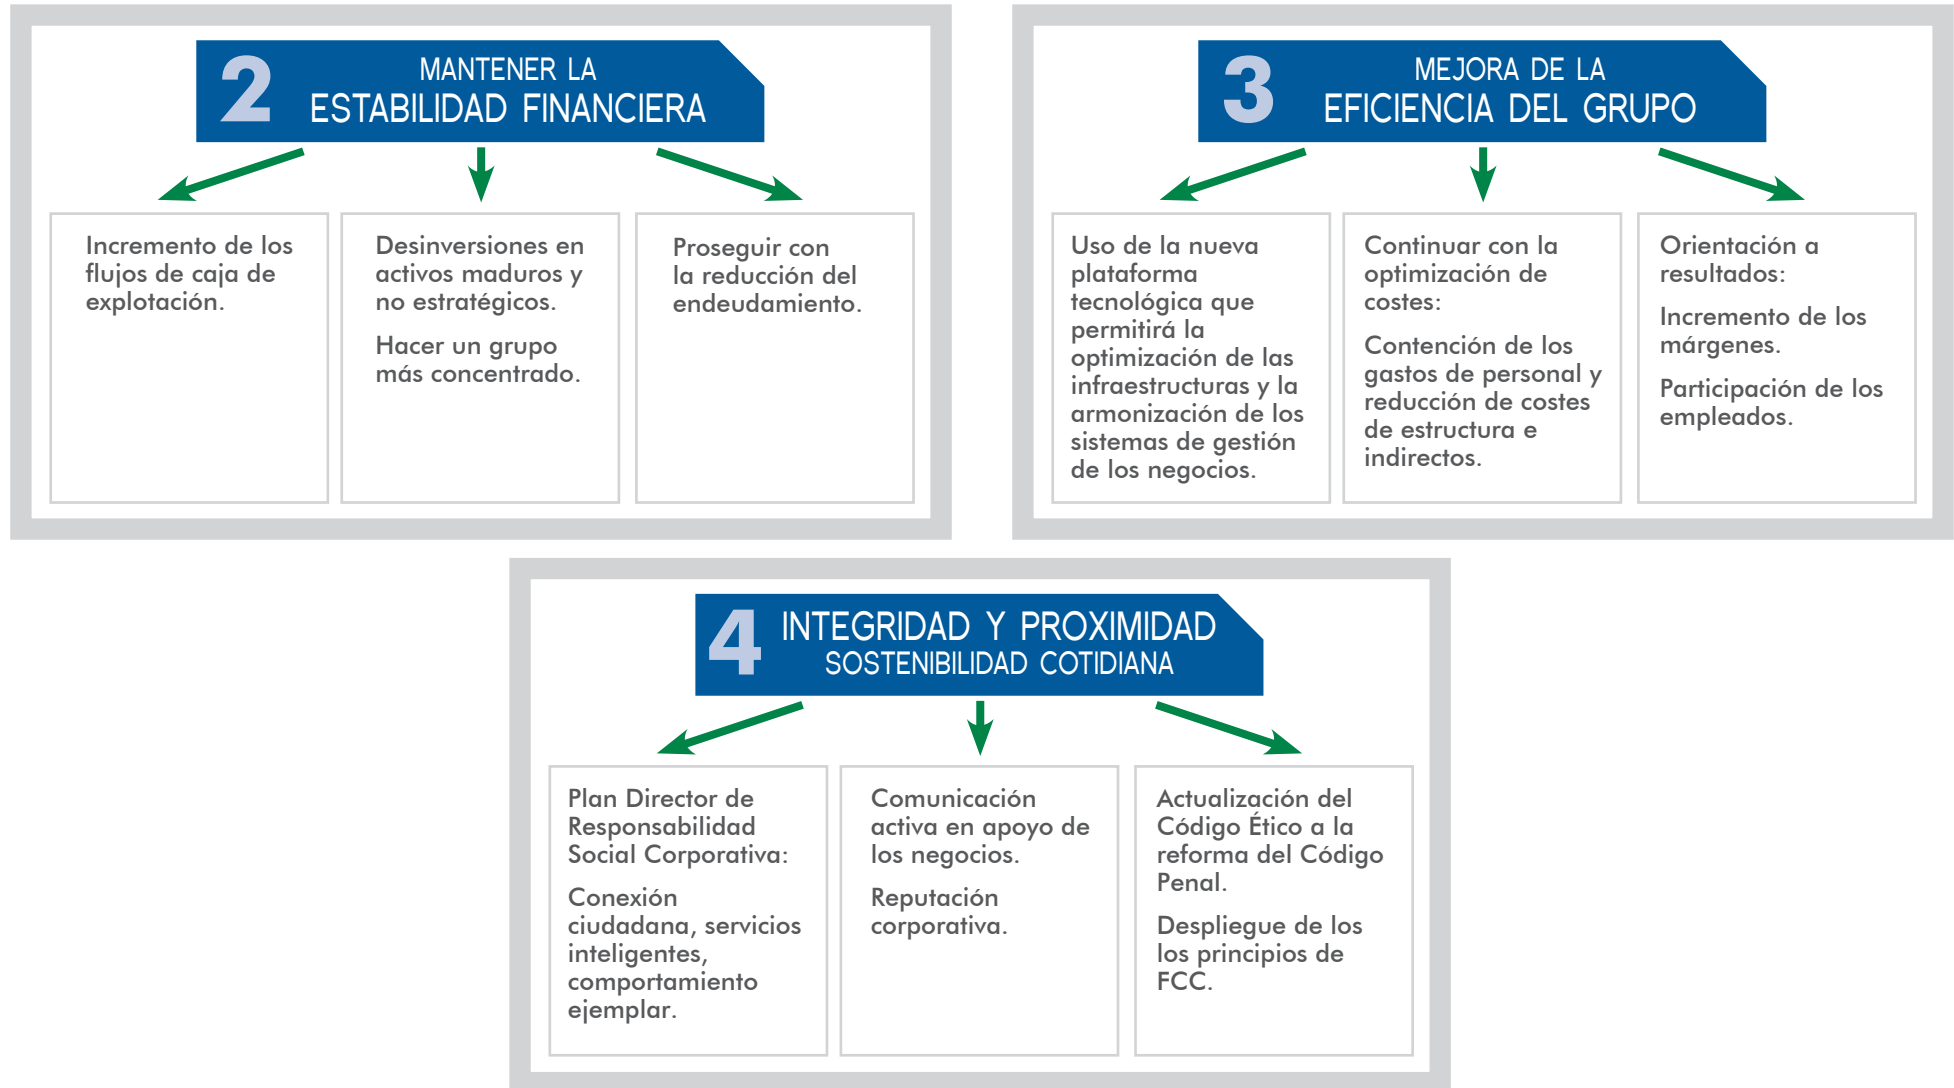 2
MANTENER LA
ESTABILIDAD FINANCIERA
Incremento de los
flujos de caja de
explotación.
Desinversiones en
activos maduros y
no estratégicos.
Hacer un grupo
más concentrado.
Proseguir con
la reducción del
endeudamiento.
3
MEJORA DE LA
EFICIENCIA DEL GRUPO
Uso de la nueva
plataforma
tecnológica que
permitirá la
optimización de las
infraestructuras y la
armonización de los
sistemas de gestión
de los negocios.
Continuar con la
optimización de
costes:
Contención de los
gastos de personal y
reducción de costes
de estructura e
indirectos.
Orientación a
resultados:
Incremento de los
márgenes.
Participación de los
empleados.
4
INTEGRIDAD Y PROXIMIDAD
SOSTENIBILIDAD COTIDIANA
Plan Director de
Responsabilidad
Social Corporativa:
Conexión
ciudadana, servicios
inteligentes,
comportamiento
ejemplar.
Comunicación
activa en apoyo de
los negocios.
Reputación
corporativa.
Actualización del
Código Ético a la
reforma del Código
Penal.
Despliegue de los
los principios de
FCC.